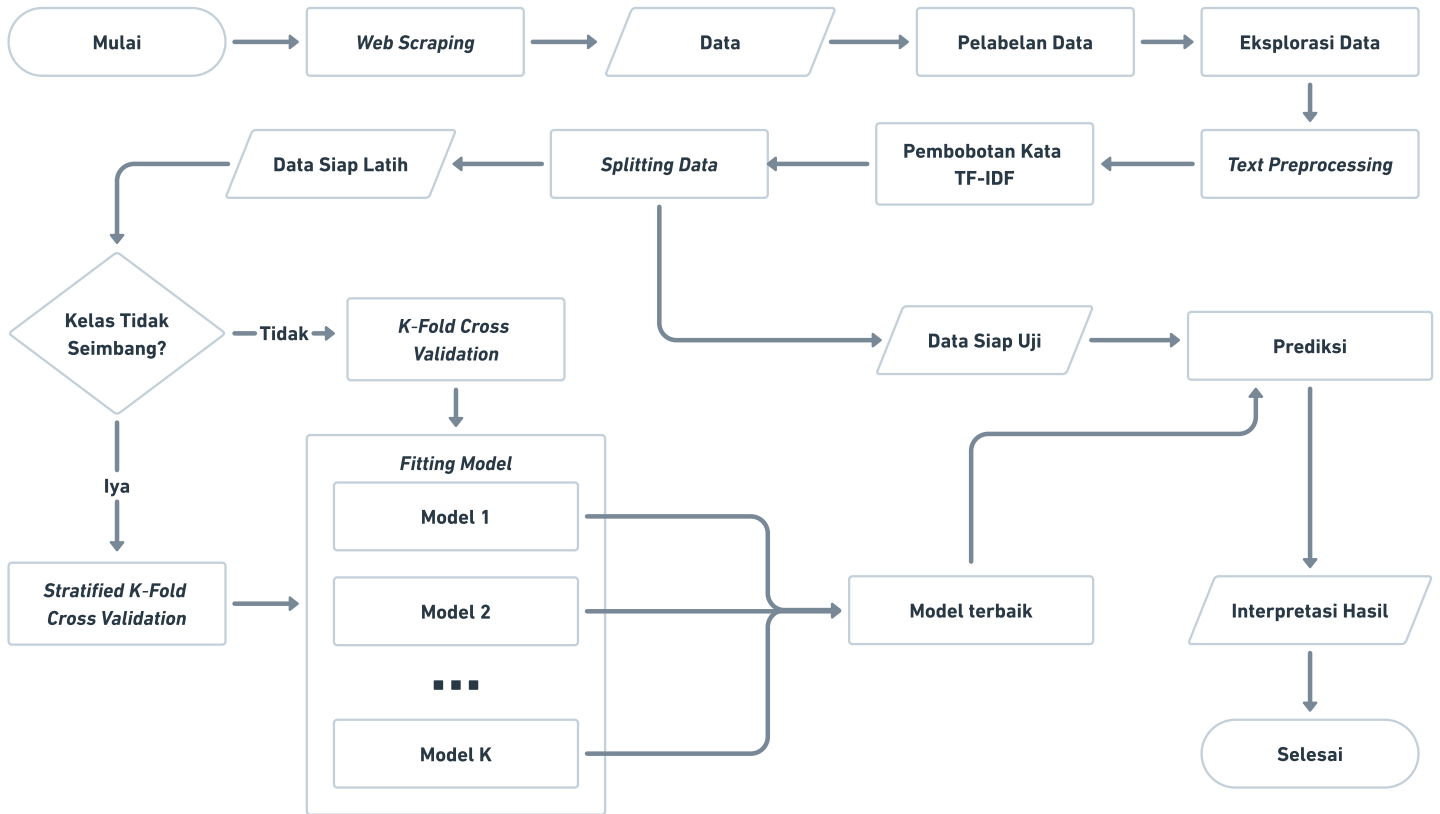 Mulai
Web Scraping
Data
Pelabelan Data
Eksplorasi Data
Text Preprocessing
Pembobotan Kata
TF-IDF
Splitting Data
Data Siap Latih
Kelas Tidak
Seimbang?
Tidak
K-Fold Cross
Validation
Data Siap Uji
Prediksi
Iya
Stratified K-Fold
Cross Validation
Fitting Model
Model 1
Model 2
Model K
Model terbaik
Interpretasi Hasil
Selesai